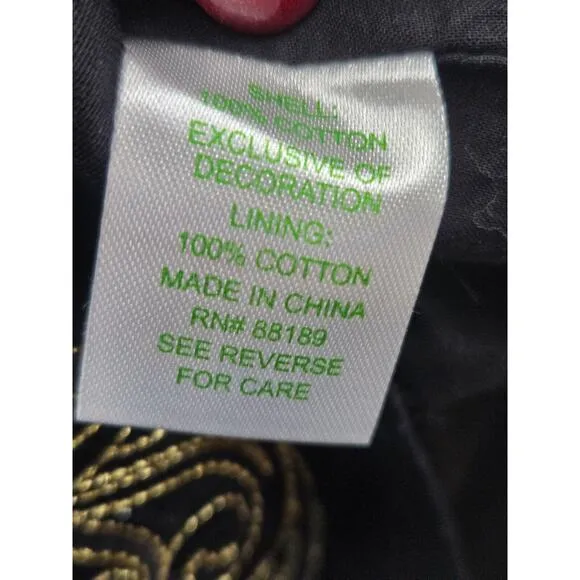 SHELL:
100% COTTON
EXCLUSIVE OF
DECORATION
LINING:
100% COTTON
MADE IN CHINA
RN# 88189
SEE REVERSE
FOR CARE